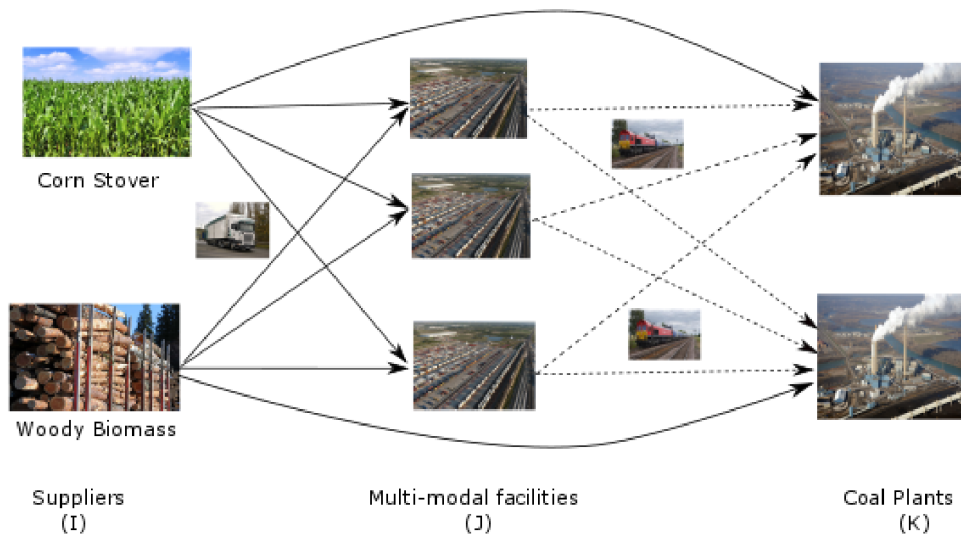 Corn Stover
Woody Biomass
Suppliers
(I)
Multi-modal facilities
(J)
Coal Plants
(K)